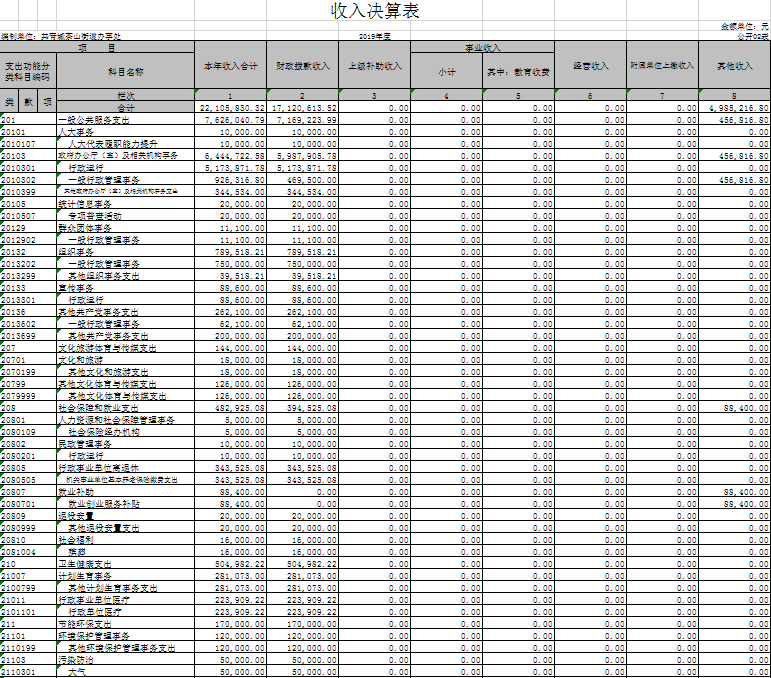 收入决算表
金额单位：元
编制单位：共青城茶山街道办事处 2019年度 公开02表
项 目 本年收入合计 财政拨款收入 上级补助收入 事业收入 经营收入 附属单位上缴收入 其他收入
支出功能分类科目编码 科目名称 小计 其中：教育收费
类 款 项 栏次 1 2 3 4 5 6 7 8
合计 22,105,830.32 17,120,613.52 0.00 0.00 0.00 0.00 0.00 4,985,216.80
201 一般公共服务支出 7,626,040.79 7,169,223.99 0.00 0.00 0.00 0.00 0.00 456,816.80
20101 人大事务 10,000.00 10,000.00 0.00 0.00 0.00 0.00 0.00 0.00
2010107 人大代表履职能力提升 10,000.00 10,000.00 0.00 0.00 0.00 0.00 0.00 0.00
20103 政府办公厅（室）及相关机构事务 6,444,722.58 5,987,905.78 0.00 0.00 0.00 0.00 0.00 456,816.80
2010301 行政运行 5,173,871.78 5,173,871.78 0.00 0.00 0.00 0.00 0.00 0.00
2010302 一般行政管理事务 926,316.80 469,500.00 0.00 0.00 0.00 0.00 0.00 456,816.80
2010399 其他政府办公厅（室）及相关机构事务支出 344,534.00 344,534.00 0.00 0.00 0.00 0.00 0.00 0.00
20105 统计信息事务 20,000.00 20,000.00 0.00 0.00 0.00 0.00 0.00 0.00
2010507 专项普查活动 20,000.00 20,000.00 0.00 0.00 0.00 0.00 0.00 0.00
20129 群众团体事务 11,100.00 11,100.00 0.00 0.00 0.00 0.00 0.00 0.00
2012902 一般行政管理事务 11,100.00 11,100.00 0.00 0.00 0.00 0.00 0.00 0.00
20132 组织事务 789,518.21 789,518.21 0.00 0.00 0.00 0.00 0.00 0.00
2013202 一般行政管理事务 750,000.00 750,000.00 0.00 0.00 0.00 0.00 0.00 0.00
2013299 其他组织事务支出 39,518.21 39,518.21 0.00 0.00 0.00 0.00 0.00 0.00
20133 宣传事务 88,600.00 88,600.00 0.00 0.00 0.00 0.00 0.00 0.00
2013301 行政运行 88,600.00 88,600.00 0.00 0.00 0.00 0.00 0.00 0.00
20136 其他共产党事务支出 262,100.00 262,100.00 0.00 0.00 0.00 0.00 0.00 0.00
2013602 一般行政管理事务 62,100.00 62,100.00 0.00 0.00 0.00 0.00 0.00 0.00
2013699 其他共产党事务支出 200,000.00 200,000.00 0.00 0.00 0.00 0.00 0.00 0.00
207 文化旅游体育与传媒支出 144,000.00 144,000.00 0.00 0.00 0.00 0.00 0.00 0.00
20701 文化和旅游 18,000.00 18,000.00 0.00 0.00 0.00 0.00 0.00 0.00
2070199 其他文化和旅游支出 18,000.00 18,000.00 0.00 0.00 0.00 0.00 0.00 0.00
20799 其他文化体育与传媒支出 126,000.00 126,000.00 0.00 0.00 0.00 0.00 0.00 0.00
2079999 其他文化体育与传媒支出 126,000.00 126,000.00 0.00 0.00 0.00 0.00 0.00 0.00
208 社会保障和就业支出 482,925.08 394,525.08 0.00 0.00 0.00 0.00 0.00 88,400.00
20801 人力资源和社会保障管理事务 5,000.00 5,000.00 0.00 0.00 0.00 0.00 0.00 0.00
2080109 社会保险经办机构 5,000.00 5,000.00 0.00 0.00 0.00 0.00 0.00 0.00
20802 民政管理事务 10,000.00 10,000.00 0.00 0.00 0.00 0.00 0.00 0.00
2080201 行政运行 10,000.00 10,000.00 0.00 0.00 0.00 0.00 0.00 0.00
20805 行政事业单位离退休 343,525.08 343,525.08 0.00 0.00 0.00 0.00 0.00 0.00
2080505 机关事业单位基本养老保险缴费支出 343,525.08 343,525.08 0.00 0.00 0.00 0.00 0.00 0.00
20807 就业补助 88,400.00 0.00 0.00 0.00 0.00 0.00 0.00 88,400.00
2080701 就业创业服务补贴 88,400.00 0.00 0.00 0.00 0.00 0.00 0.00 88,400.00
20809 退役安置 20,000.00 20,000.00 0.00 0.00 0.00 0.00 0.00 0.00
2080999 其他退役安置支出 20,000.00 20,000.00 0.00 0.00 0.00 0.00 0.00 0.00
20810 社会福利 16,000.00 16,000.00 0.00 0.00 0.00 0.00 0.00 0.00
2081004 殡葬 16,000.00 16,000.00 0.00 0.00 0.00 0.00 0.00 0.00
210 卫生健康支出 504,982.22 504,982.22 0.00 0.00 0.00 0.00 0.00 0.00
21007 计划生育事务 281,073.00 281,073.00 0.00 0.00 0.00 0.00 0.00 0.00
2100799 其他计划生育事务支出 281,073.00 281,073.00 0.00 0.00 0.00 0.00 0.00 0.00
21011 行政事业单位医疗 223,909.22 223,909.22 0.00 0.00 0.00 0.00 0.00 0.00
2101101 行政单位医疗 223,909.22 223,909.22 0.00 0.00 0.00 0.00 0.00 0.00
211 节能环保支出 170,000.00 170,000.00 0.00 0.00 0.00 0.00 0.00 0.00
21101 环境保护管理事务 120,000.00 120,000.00 0.00 0.00 0.00 0.00 0.00 0.00
2110199 其他环境保护管理事务支出 120,000.00 120,000.00 0.00 0.00 0.00 0.00 0.00 0.00
21103 污染防治 50,000.00 50,000.00 0.00 0.00 0.00 0.00 0.00 0.00
2110301 大气 50,000.00 50,000.00 0.00 0.00 0.00 0.00 0.00 0.00